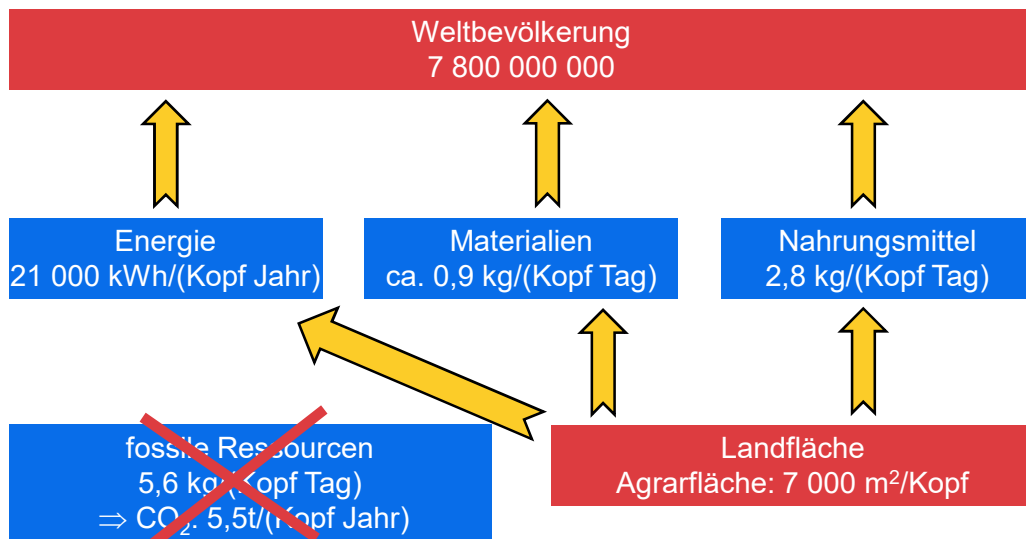 Weltbevölkerung
7 800 000 000
Energie
21 000 kWh/(Kopf Jahr)
Materialien
ca. 0,9 kg/(Kopf Tag)
Nahrungsmittel
2,8 kg/(Kopf Tag)
fossile Ressourcen
5,6 kg/(Kopf Tag)
⇒ CO₂: 5,5t/(Kopf Jahr)
Landfläche
Agrarfläche: 7 000 m²/Kopf